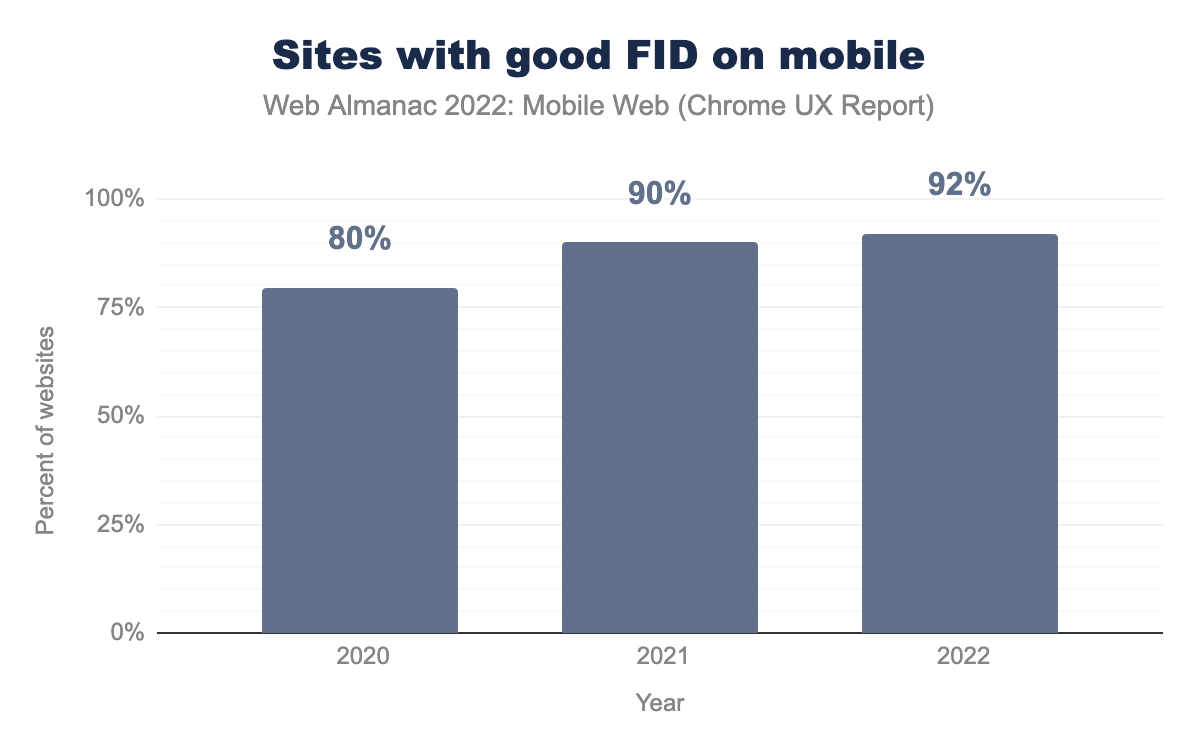 Sites with good FID on mobile
Web Almanac 2022: Mobile Web (Chrome UX Report)
Percent of websites
100%
75%
50%
25%
0%
80%
90%
92%
2020
2021
2022
Year